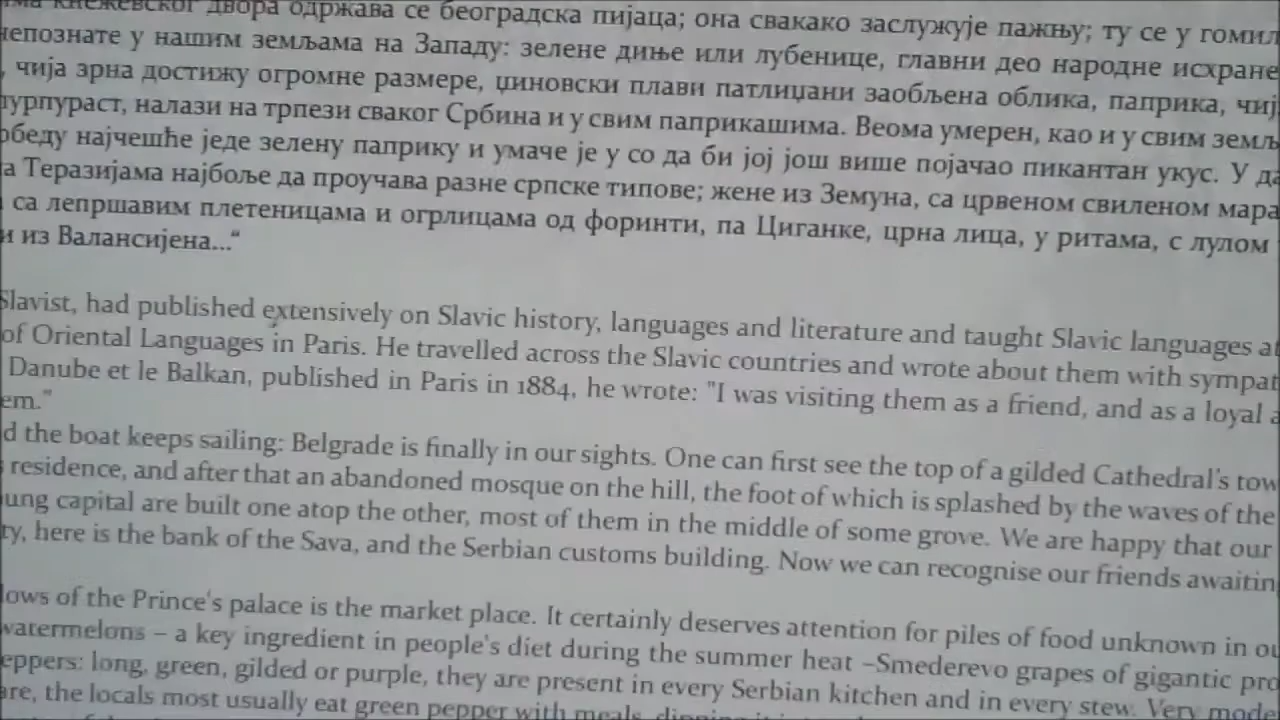 кнежевског двора одржава се београдска пијаца; она свакако заслужује пажњу; ту се у гомил
непознате у нашим земљама на Западу: зелене диње или лубенице, главни део народне исхране
, чија зрна достижу огромне размере, џиновски плави патлиџани заобљена облика, паприка, чиј
пурпураст, налази на трпези сваког Србина и у свим паприкашима. Веома умерен, као и у свим земљ
обеду најчешће једе зелену паприку и умаче је у со да би јој још више појачао пикантан укус. У да
а Теразијама најбоље да проучава разне српске типове; жене из Земуна, са црвеном свиленом мара
са лепршавим плетеницама и огрлицама од форинти, па Циганке, црна лица, у ритама, с лулом
и из Валансијена...“
Slavist, had published extensively on Slavic history, languages and literature and taught Slavic languages at
of Oriental Languages in Paris. He travelled across the Slavic countries and wrote about them with sympat
Danube et le Balkan, published in Paris in 1884, he wrote: "I was visiting them as a friend, and as a loyal a
em."
d the boat keeps sailing: Belgrade is finally in our sights. One can first see the top of a gilded Cathedral's tow
residence, and after that an abandoned mosque on the hill, the foot of which is splashed by the waves of the
ung capital are built one atop the other, most of them in the middle of some grove. We are happy that our
ty, here is the bank of the Sava, and the Serbian customs building. Now we can recognise our friends awaitin
lows of the Prince's palace is the market place. It certainly deserves attention for piles of food unknown in ou
watermelons – a key ingredient in people's diet during the summer heat –Smederevo grapes of gigantic pro
eppers: long, green, gilded or purple, they are present in every Serbian kitchen and in every stew. Very mode
are, the locals most usually eat green pepper with meals, dipping